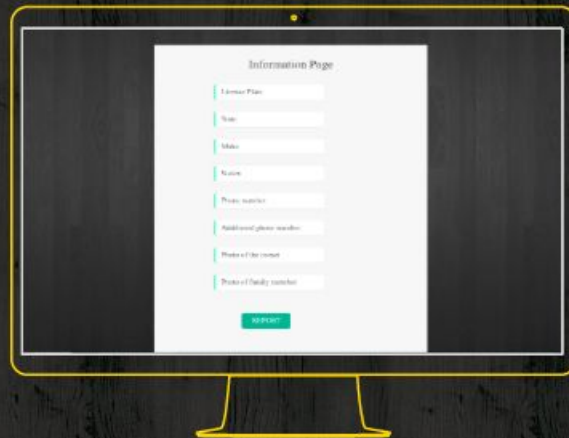 Information Page
License Plate
State
Make
Phone number
Additional phone number
Photo of the owner
Photo of family member
REPORT